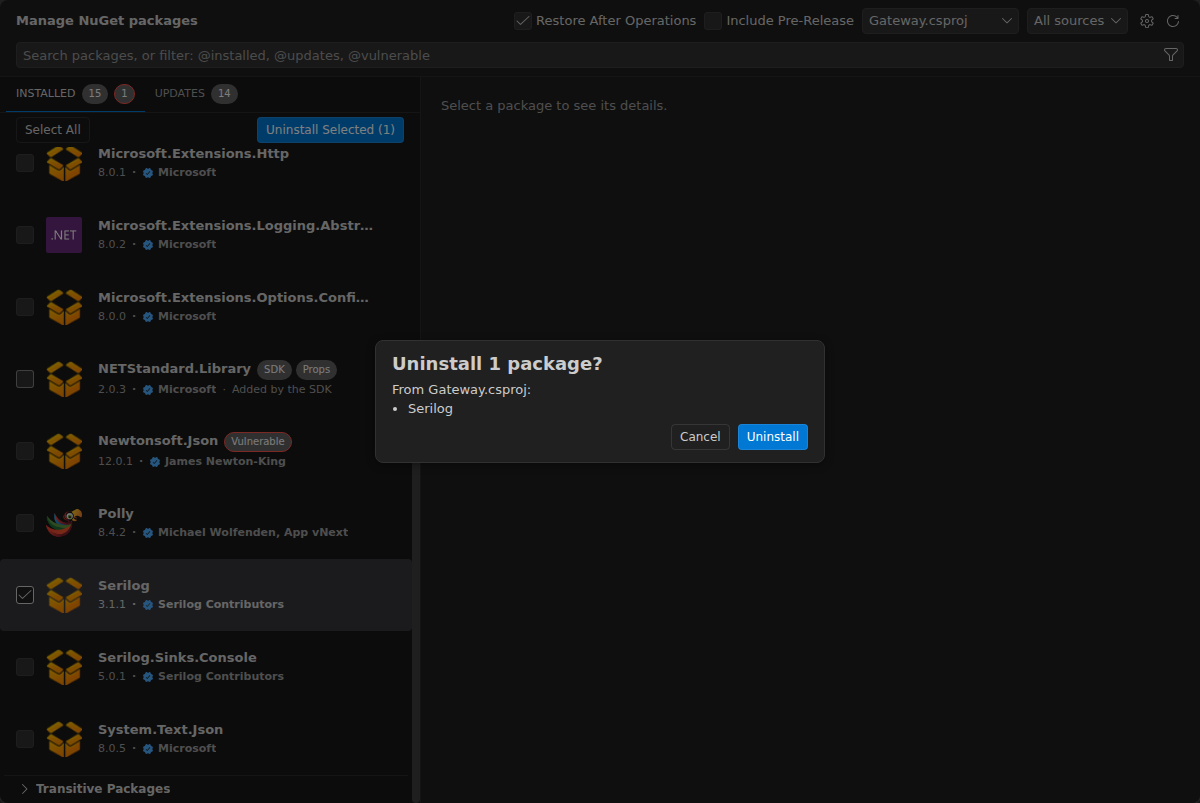 Manage NuGet packages
Restore After Operations
Include Pre-Release
Gateway.csproj
All sources
Search packages, or filter: @installed, @updates, @vulnerable
INSTALLED 15 1 UPDATES 14
Select a package to see its details.
Select All
Uninstall Selected (1)
Microsoft.Extensions.Http
8.0.1 · Microsoft
.NET
Microsoft.Extensions.Logging.Abstr…
8.0.2 · Microsoft
Microsoft.Extensions.Options.Confi…
8.0.0 · Microsoft
NETStandard.Library SDK Props
2.0.3 · Microsoft · Added by the SDK
Newtonsoft.Json Vulnerable
12.0.1 · James Newton-King
Polly
8.4.2 · Michael Wolfenden, App vNext
Serilog
3.1.1 · Serilog Contributors
Serilog.Sinks.Console
5.0.1 · Serilog Contributors
System.Text.Json
8.0.5 · Microsoft
Transitive Packages
Uninstall 1 package?
From Gateway.csproj:
• Serilog
Cancel
Uninstall